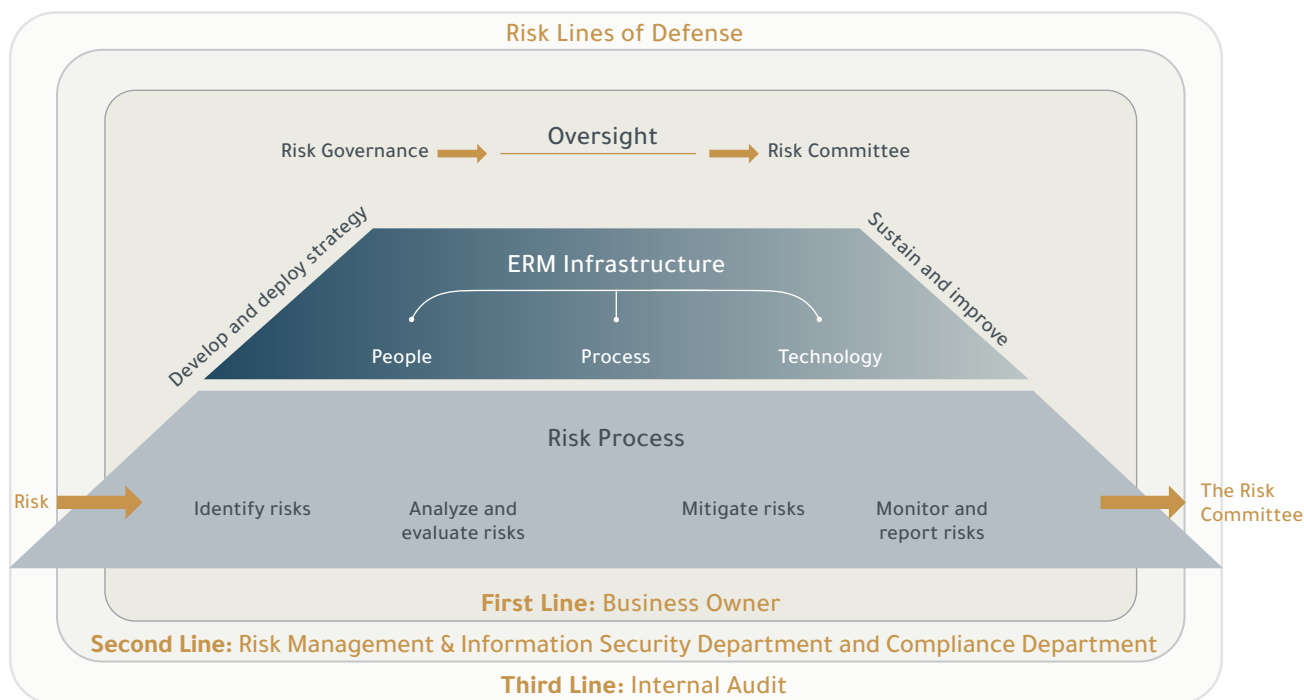 Risk Lines of Defense
Oversight
Risk Governance
Risk Committee
Develop and deploy strategy
Sustain and improve
ERM Infrastructure
People
Process
Technology
Risk Process
Risk
Identify risks
Analyze and
evaluate risks
Mitigate risks
Monitor and
report risks
The Risk
Committee
First Line: Business Owner
Second Line: Risk Management & Information Security Department and Compliance Department
Third Line: Internal Audit